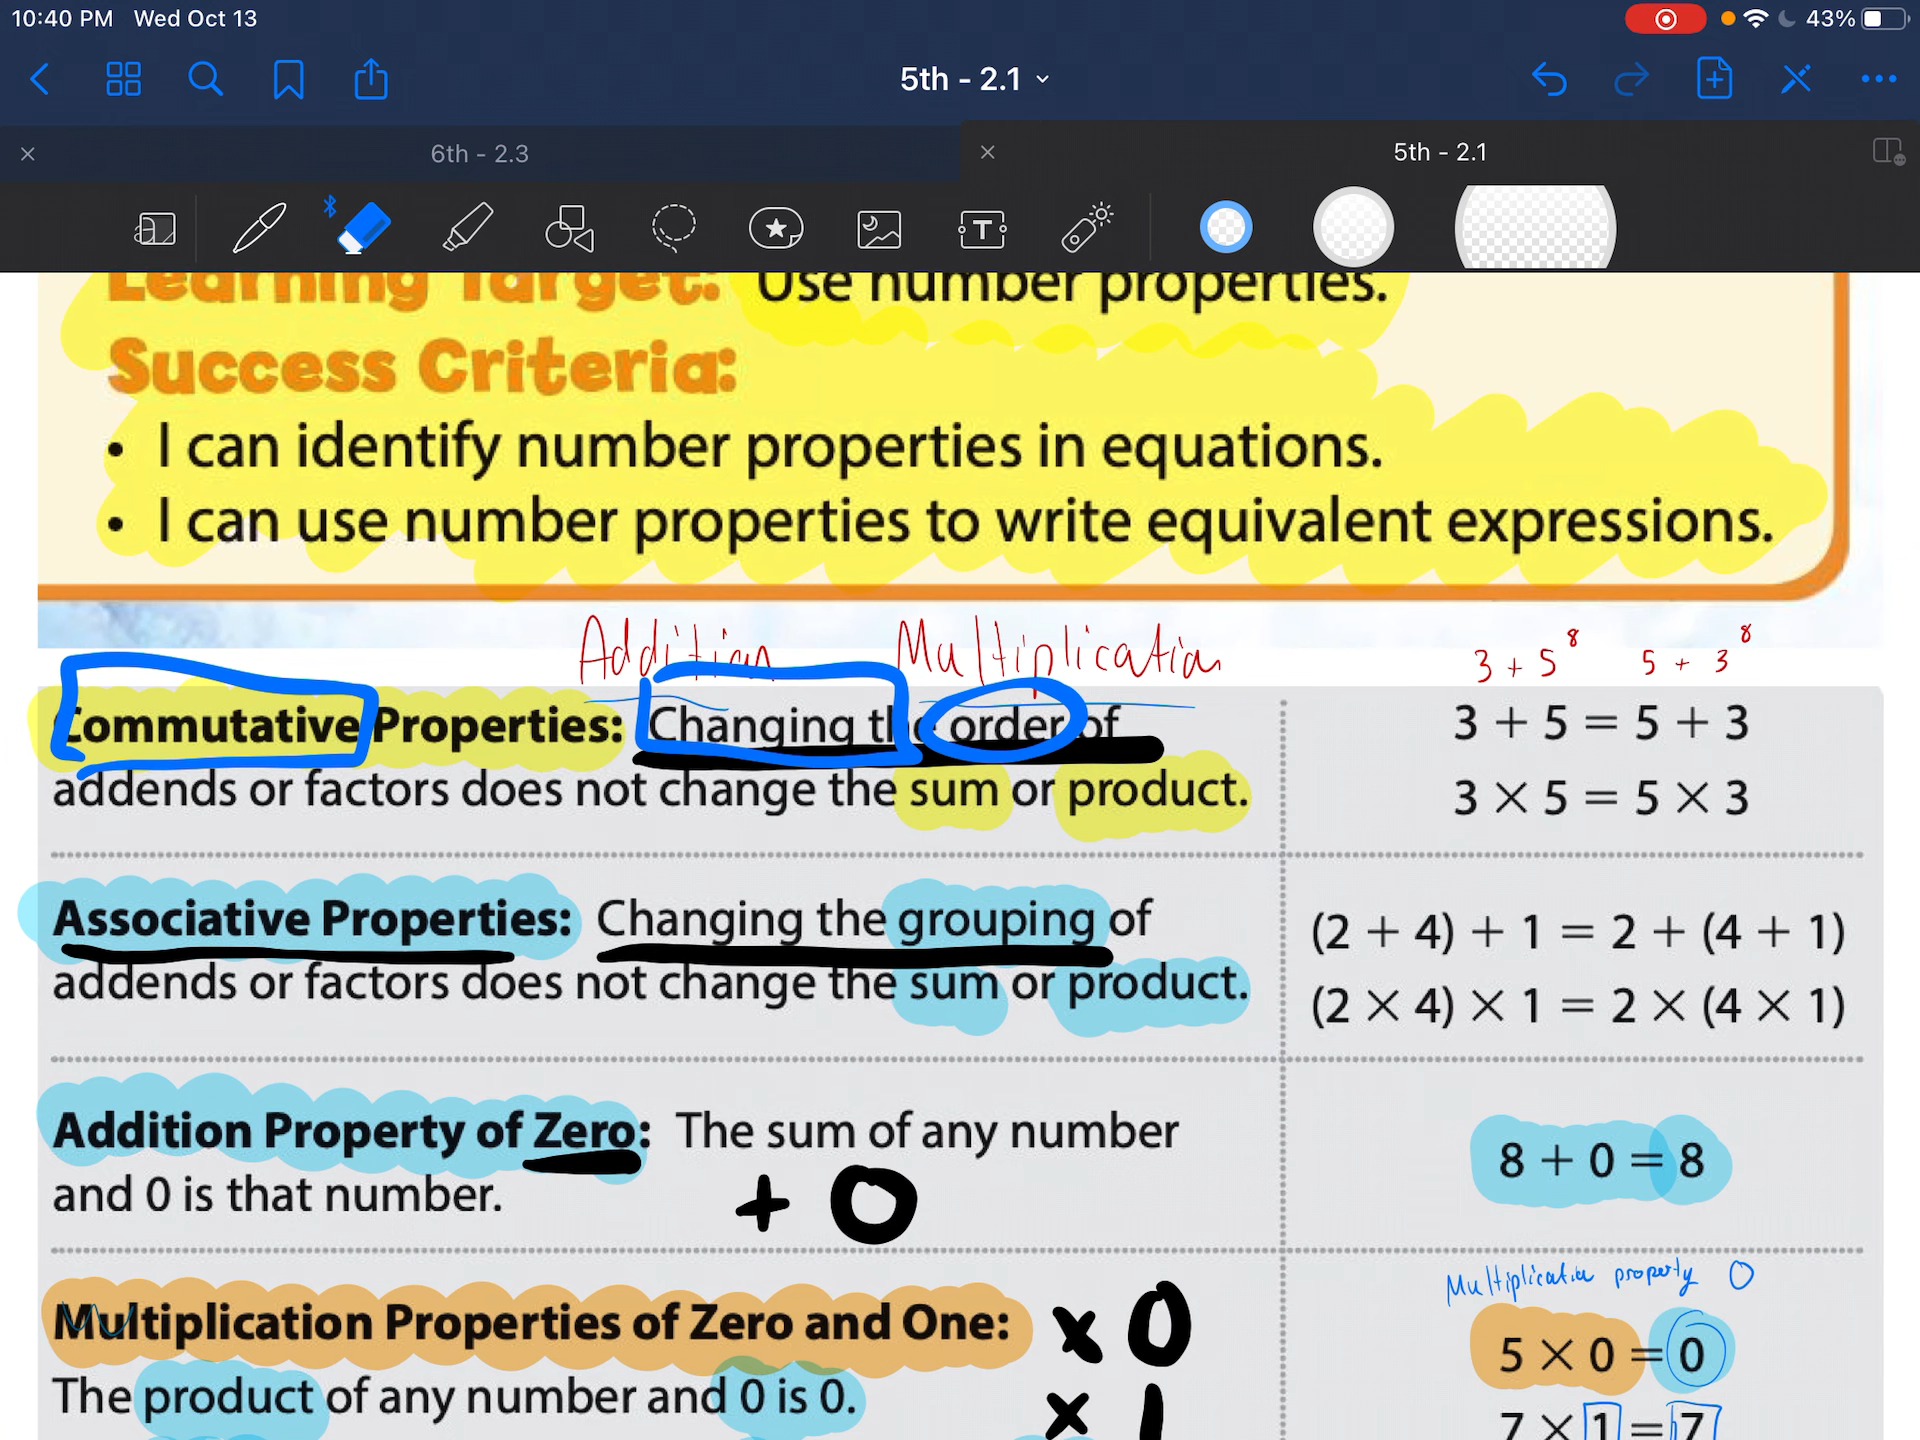 10:40 PM Wed Oct 13
43%
5th - 2.1
6th - 2.3
5th - 2.1
Learning Target: Use number properties.
Success Criteria:
• I can identify number properties in equations.
• I can use number properties to write equivalent expressions.
Addition Multiplication
3 + 5 8 5 + 3 8
Commutative Properties: Changing the order of
addends or factors does not change the sum or product.
3 + 5 = 5 + 3
3 × 5 = 5 × 3
Associative Properties: Changing the grouping of
addends or factors does not change the sum or product.
(2 + 4) + 1 = 2 + (4 + 1)
(2 × 4) × 1 = 2 × (4 × 1)
Addition Property of Zero: The sum of any number
and 0 is that number.
+ 0
8 + 0 = 8
Multiplication Properties of Zero and One:
x 0
The product of any number and 0 is 0.
x 1
Multiplication property 0
5 × 0 = 0
7 × 1 = 7